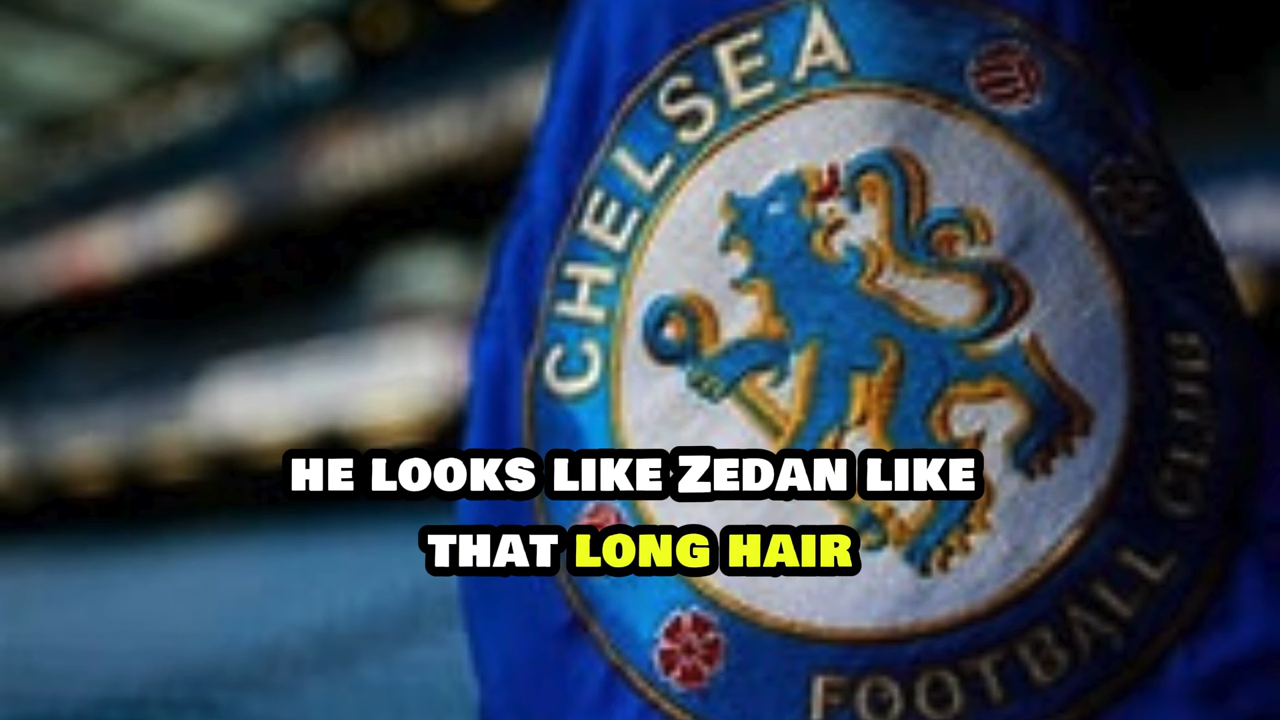 CHELSEA
FOOTBALL CLUB
HE LOOKS LIKE ZEDAN LIKE
THAT LONG HAIR